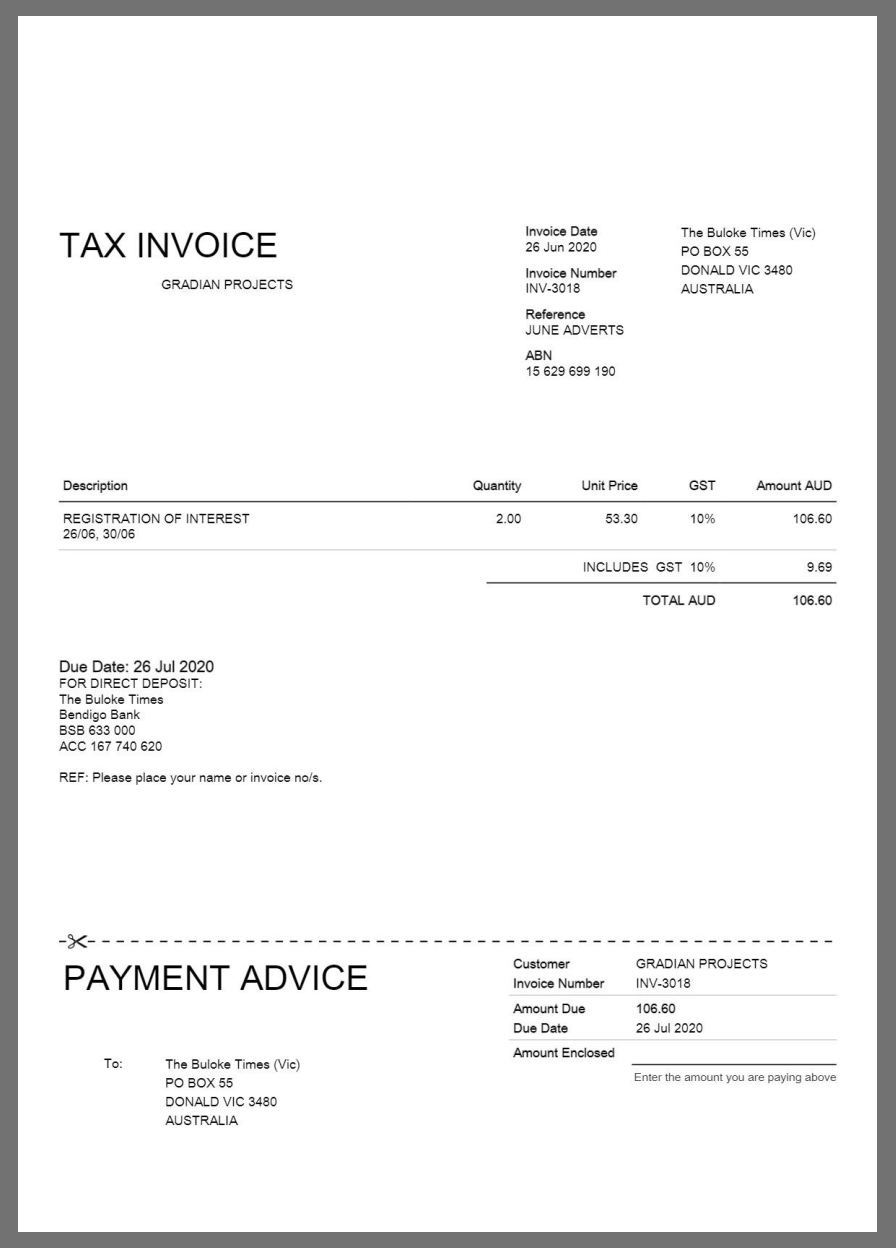 TAX INVOICE
GRADIAN PROJECTS
Invoice Date
26 Jun 2020
Invoice Number
INV-3018
Reference
JUNE ADVERTS
ABN
15 629 699 190
The Buloke Times (Vic)
PO BOX 55
DONALD VIC 3480
AUSTRALIA
Description Quantity Unit Price GST Amount AUD
REGISTRATION OF INTEREST 2.00 53.30 10% 106.60
26/06, 30/06
INCLUDES GST 10% 9.69
TOTAL AUD 106.60
Due Date: 26 Jul 2020
FOR DIRECT DEPOSIT:
The Buloke Times
Bendigo Bank
BSB 633 000
ACC 167 740 620
REF: Please place your name or invoice no/s.
PAYMENT ADVICE
To: The Buloke Times (Vic)
PO BOX 55
DONALD VIC 3480
AUSTRALIA
Customer GRADIAN PROJECTS
Invoice Number INV-3018
Amount Due 106.60
Due Date 26 Jul 2020
Amount Enclosed
Enter the amount you are paying above